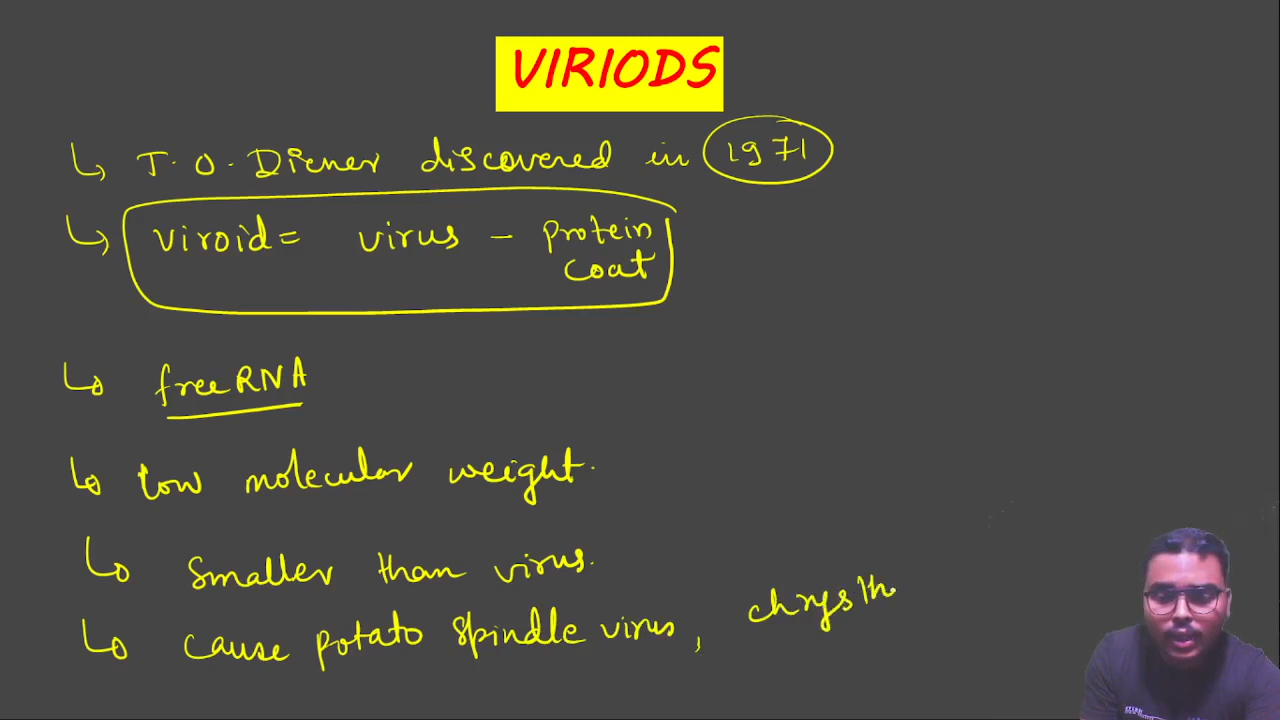 VIRIODS
T.O. Diener discovered in 1971
viroid = virus - protein
coat
free RNA
low molecular weight.
Smaller than virus.
cause potato spindle virus, chrysth